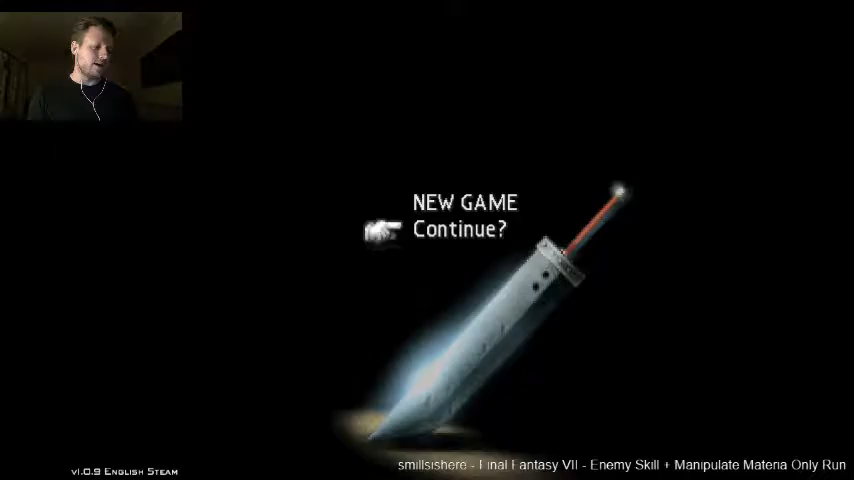 NEW GAME
Continue?
v1.0.9 English Steam
smillsishere - Final Fantasy VII - Enemy Skill + Manipulate Materia Only Run